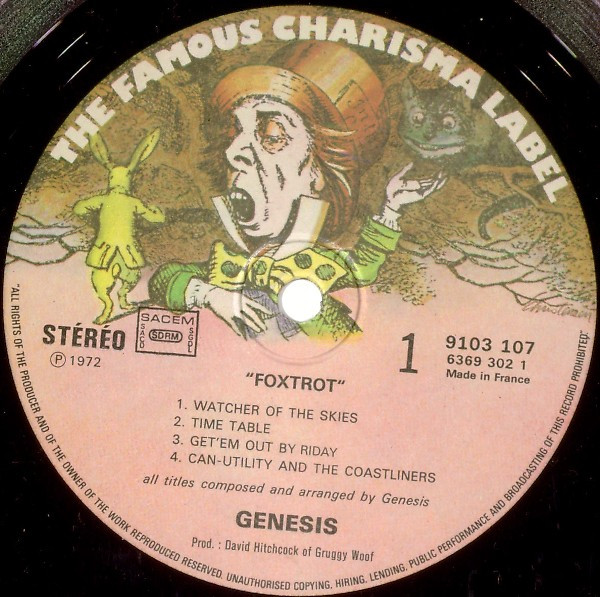 THE FAMOUS CHARISMA LABEL
STÉRÉO
SACEM
SACD
SDRM
SGDL
Ⓟ 1972
1
9103 107
6369 302 1
Made in France
"FOXTROT"
1. WATCHER OF THE SKIES
2. TIME TABLE
3. GET'EM OUT BY RIDAY
4. CAN-UTILITY AND THE COASTLINERS
all titles composed and arranged by Genesis
GENESIS
Prod. : David Hitchcock of Gruggy Woof
"ALL RIGHTS OF THE PRODUCER AND OF THE OWNER OF THE WORK REPRODUCED RESERVED. UNAUTHORISED COPYING. HIRING. LENDING. PUBLIC PERFORMANCE AND BROADCASTING OF THIS RECORD PROHIBITED"